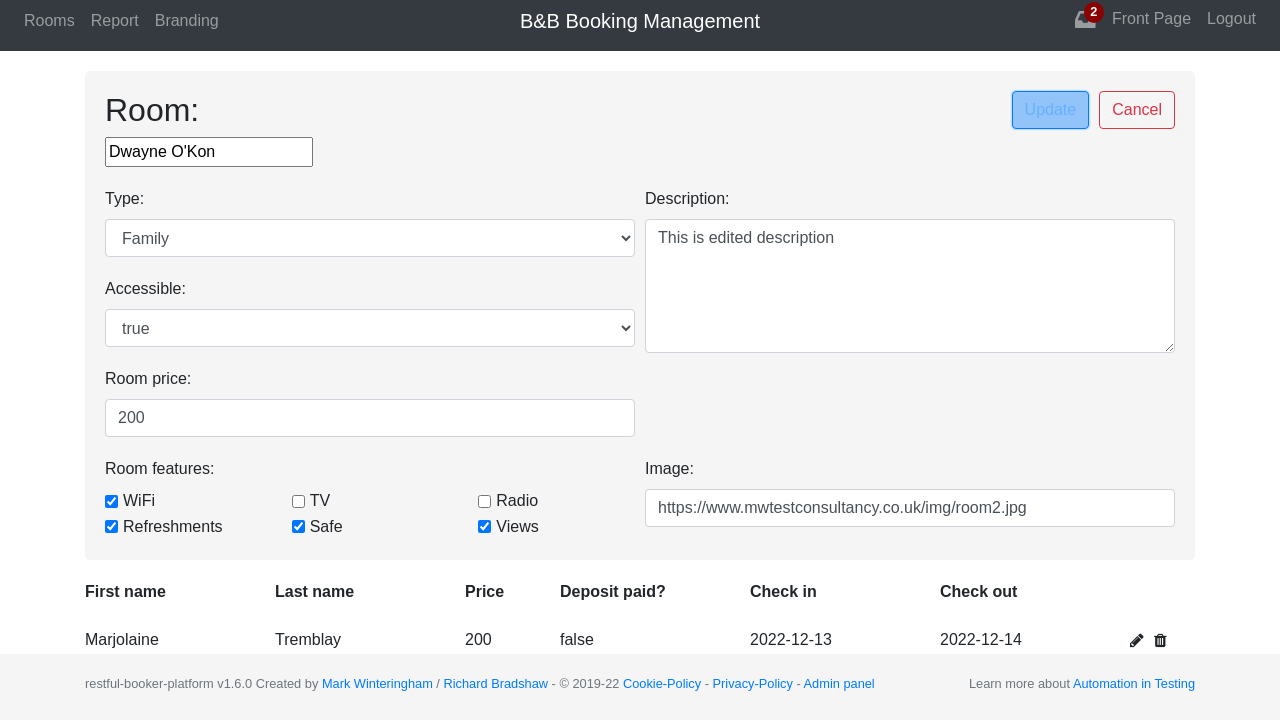 Rooms Report Branding B&B Booking Management 2 Front Page Logout
Room: Update Cancel
Dwayne O'Kon
Type: Description:
Family This is edited description
Accessible:
true
Room price:
200
Room features: Image:
WiFi TV Radio https://www.mwtestconsultancy.co.uk/img/room2.jpg
Refreshments Safe Views
First name Last name Price Deposit paid? Check in Check out
Marjolaine Tremblay 200 false 2022-12-13 2022-12-14
restful-booker-platform v1.6.0 Created by Mark Winteringham / Richard Bradshaw - © 2019-22 Cookie-Policy - Privacy-Policy - Admin panel Learn more about Automation in Testing